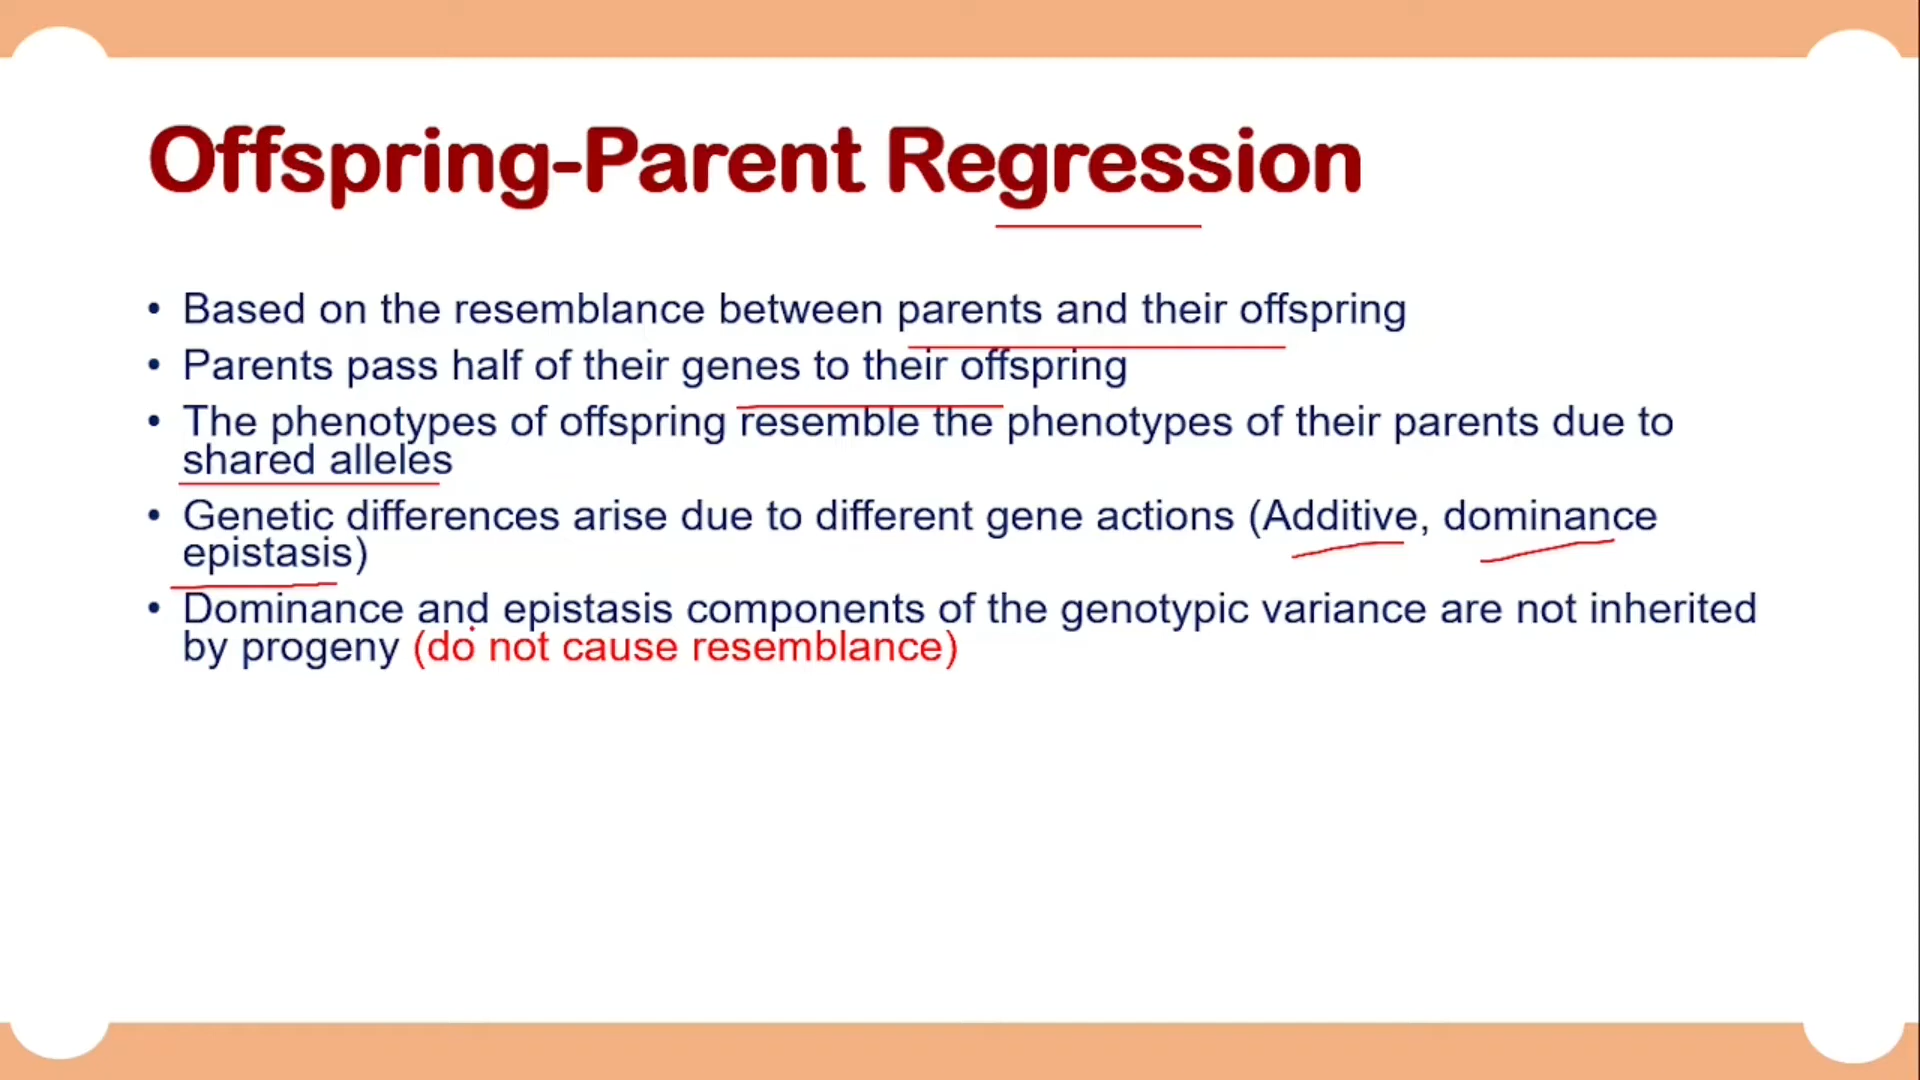 Offspring-Parent Regression
• Based on the resemblance between parents and their offspring
• Parents pass half of their genes to their offspring
• The phenotypes of offspring resemble the phenotypes of their parents due to
shared alleles
• Genetic differences arise due to different gene actions (Additive, dominance
epistasis)
• Dominance and epistasis components of the genotypic variance are not inherited
by progeny (do not cause resemblance)